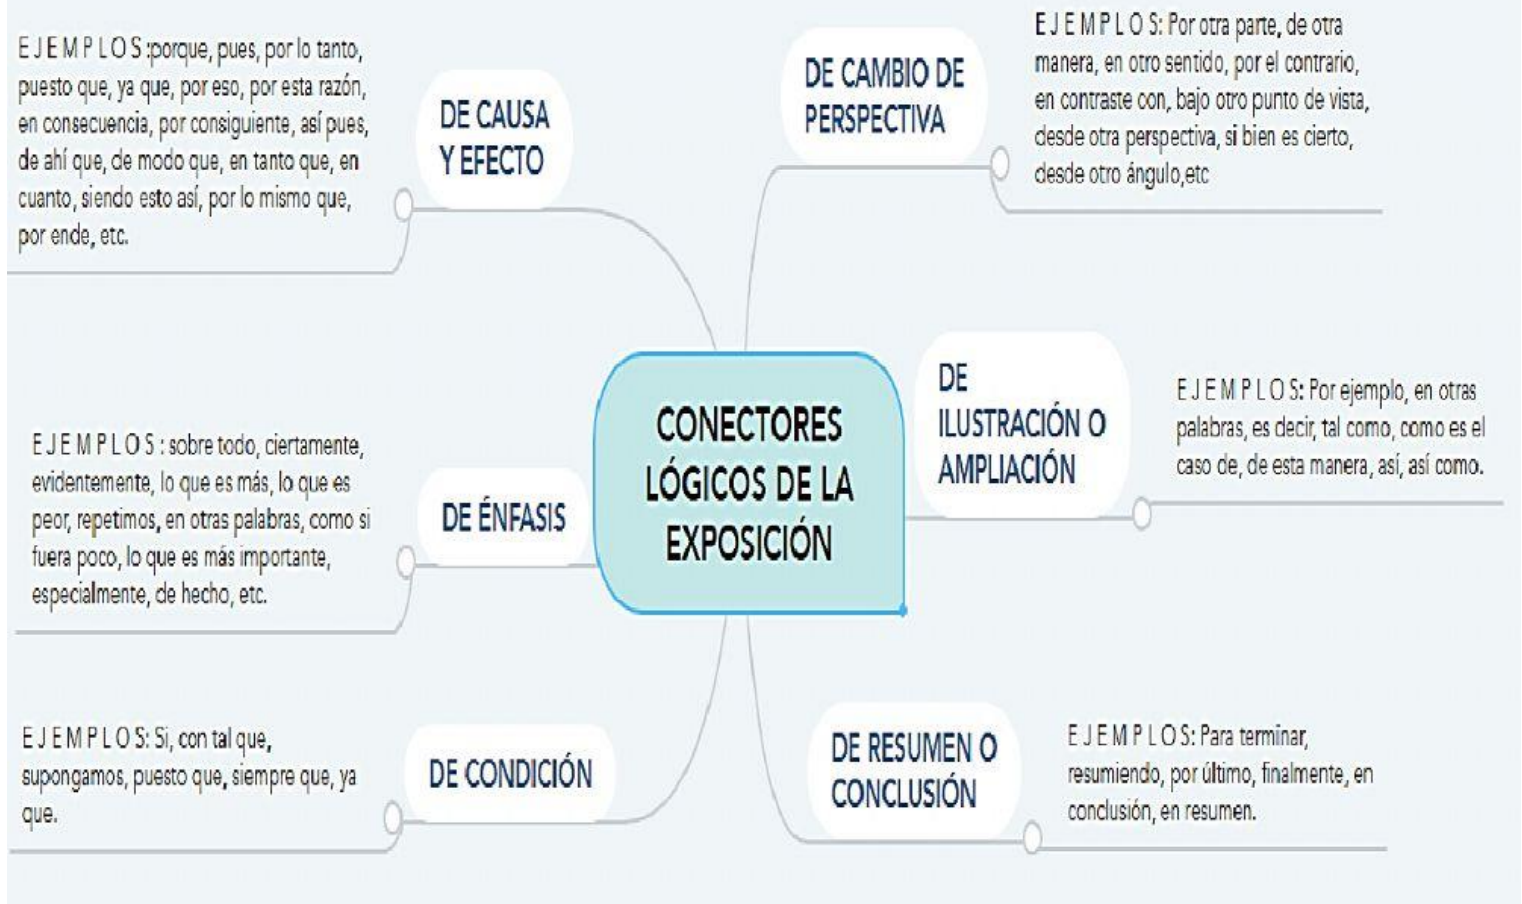 CONECTORES
LÓGICOS DE LA
EXPOSICIÓN
DE CAUSA
Y EFECTO
E J E M P L O S :porque, pues, por lo tanto,
puesto que, ya que, por eso, por esta razón,
en consecuencia, por consiguiente, así pues,
de ahí que, de modo que, en tanto que, en
cuanto, siendo esto así, por lo mismo que,
por ende, etc.
DE ÉNFASIS
E J E M P L O S : sobre todo, ciertamente,
evidentemente, lo que es más, lo que es
peor, repetimos, en otras palabras, como si
fuera poco, lo que es más importante,
especialmente, de hecho, etc.
DE CONDICIÓN
E J E M P L O S: Si, con tal que,
supongamos, puesto que, siempre que, ya
que.
DE CAMBIO DE
PERSPECTIVA
E J E M P L O S: Por otra parte, de otra
manera, en otro sentido, por el contrario,
en contraste con, bajo otro punto de vista,
desde otra perspectiva, si bien es cierto,
desde otro ángulo,etc
DE
ILUSTRACIÓN O
AMPLIACIÓN
E J E M P L O S: Por ejemplo, en otras
palabras, es decir, tal como, como es el
caso de, de esta manera, así, así como.
DE RESUMEN O
CONCLUSIÓN
E J E M P L O S: Para terminar,
resumiendo, por último, finalmente, en
conclusión, en resumen.